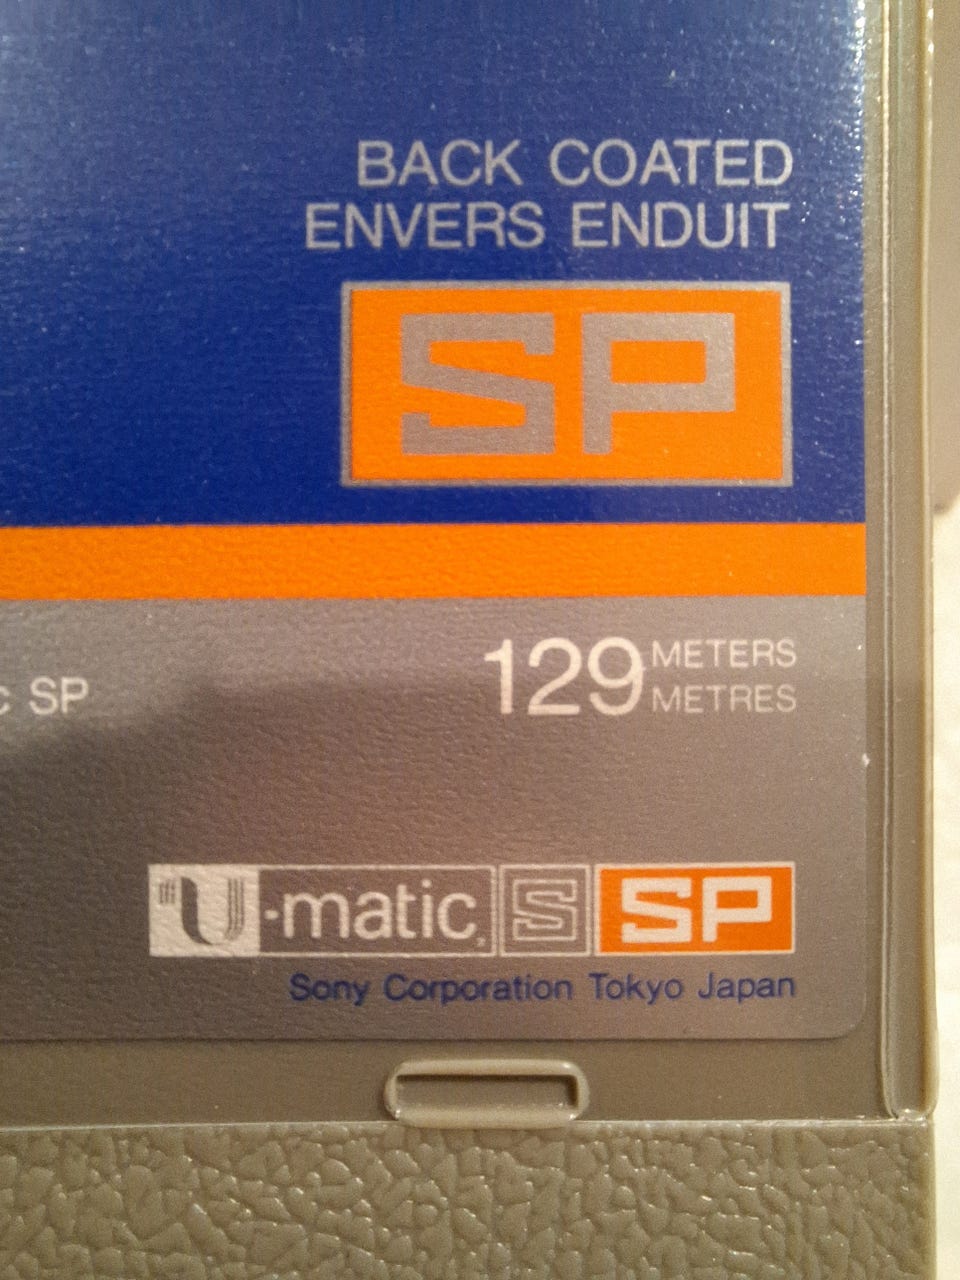 BACK COATED
ENVERS ENDUIT
SP
129 METERS
METRES
c SP
U-matic S SP
Sony Corporation Tokyo Japan